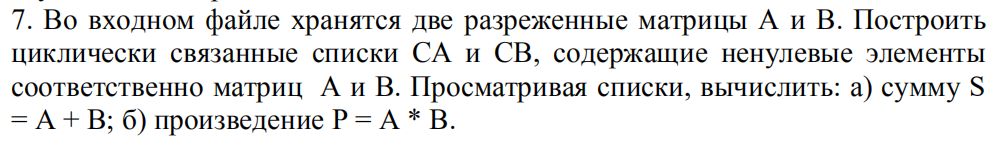 7. Во входном файле хранятся две разреженные матрицы А и В. Построить
циклически связанные списки СА и СВ, содержащие ненулевые элементы
соответственно матриц А и В. Просматривая списки, вычислить: а) сумму S
= А + В; б) произведение Р = А * В.